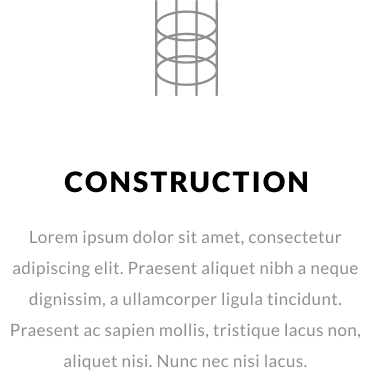 CONSTRUCTION
Lorem ipsum dolor sit amet, consectetur
adipiscing elit. Praesent aliquet nibh a neque
dignissim, a ullamcorper ligula tincidunt.
Praesent ac sapien mollis, tristique lacus non,
aliquet nisi. Nunc nec nisi lacus.